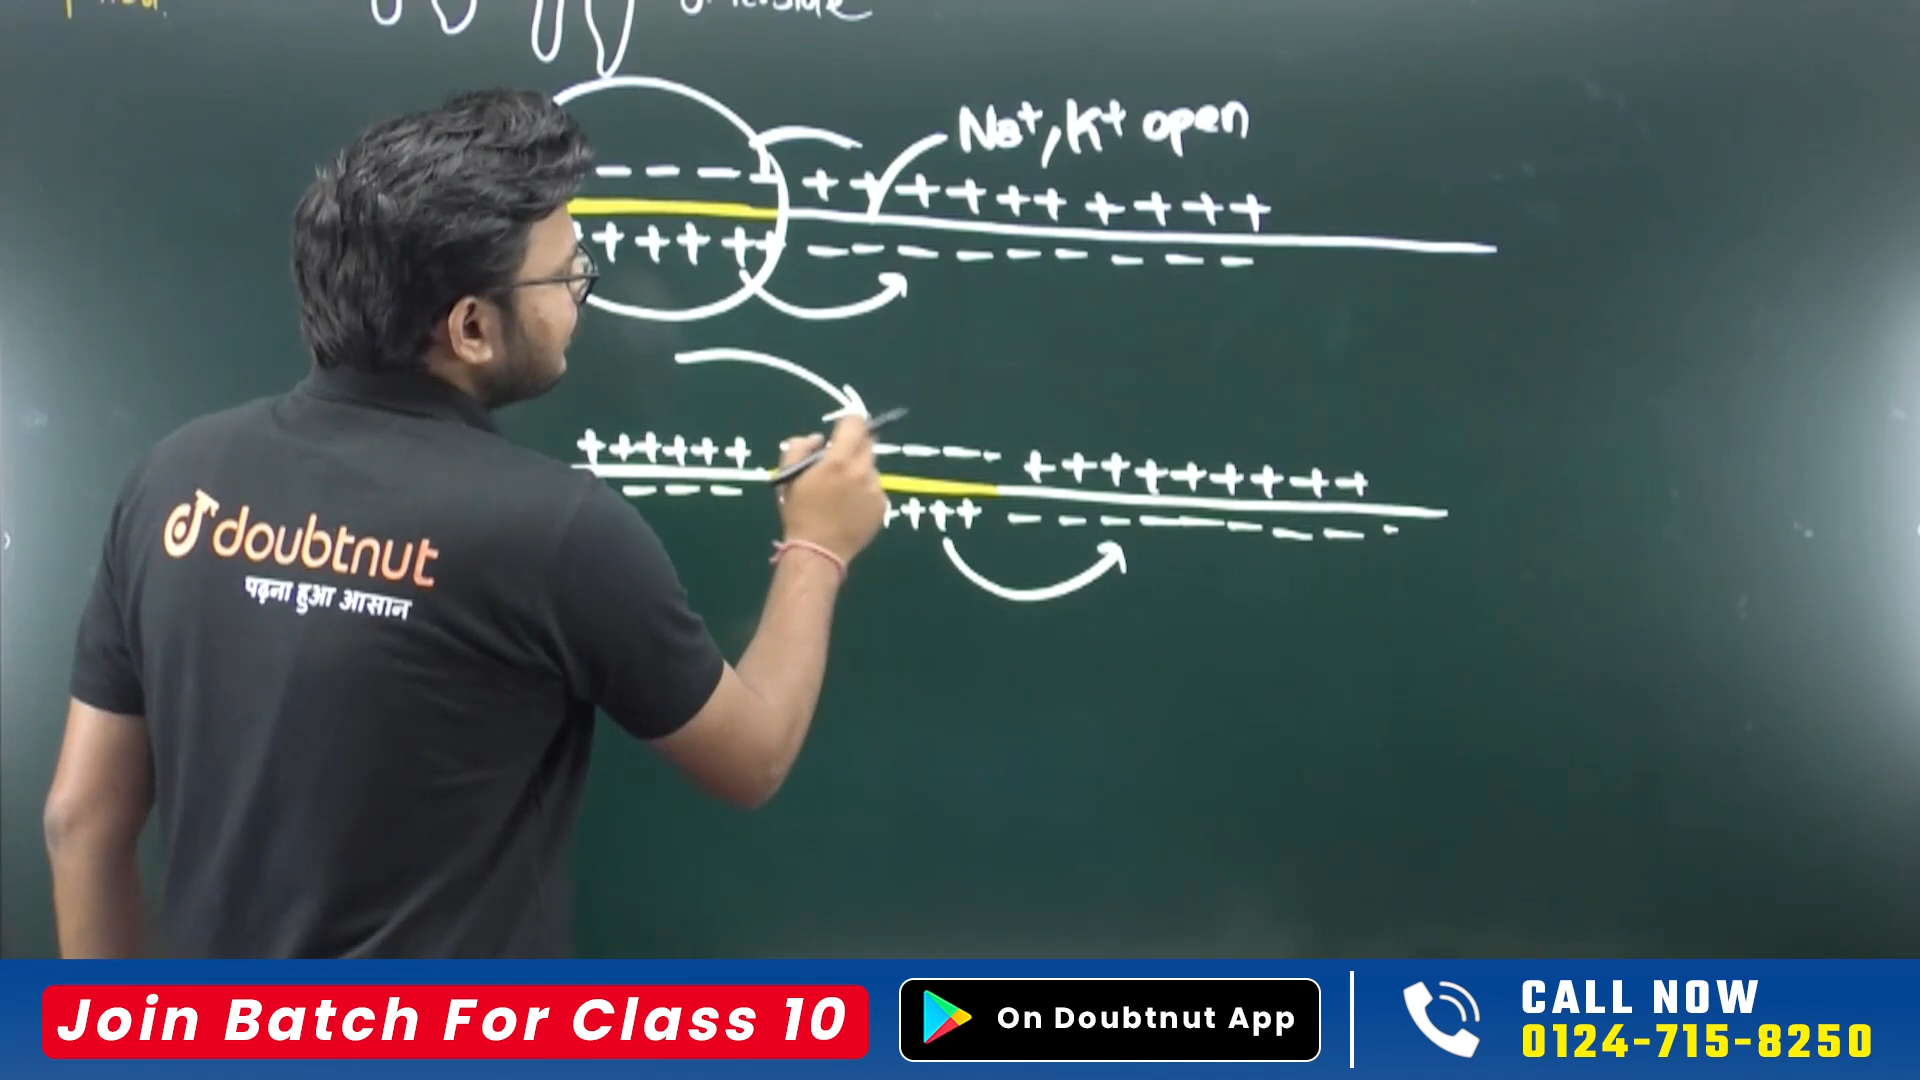 Na+, K+ open
- - - - + + + + + + + + + +
+ + + + + - - - - - - - - -
+ + + + + + - - - - + + + + + + + + +
- - - + + + + - - - - - - - - -
doubtnut
पढ़ना हुआ आसान
Join Batch For Class 10
On Doubtnut App
CALL NOW
0124-715-8250